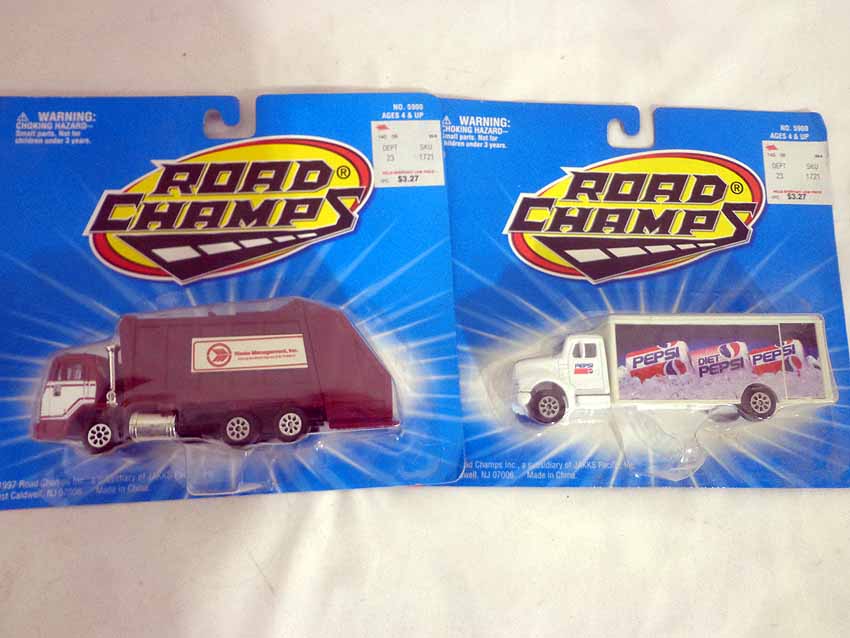 WARNING:
CHOKING HAZARD—
Small parts. Not for
children under 3 years.
NO. 5900
AGES 4 & UP
DEPT SKU
23 1721
$3.27
ROAD®
CHAMPS
Waste Management, Inc.
1997 Road Champs Inc., a subsidiary of JAKKS
West Caldwell, NJ 07006. Made in China.
WARNING:
CHOKING HAZARD—
Small parts. Not for
children under 3 years.
NO. 5900
AGES 4 & UP
DEPT SKU
23 1721
$3.27
ROAD®
CHAMPS
PEPSI
PEPSI
DIET
PEPSI
PEPSI
Road Champs Inc., a subsidiary of JAKKS Pacific, Inc.
Caldwell, NJ 07006. Made in China.